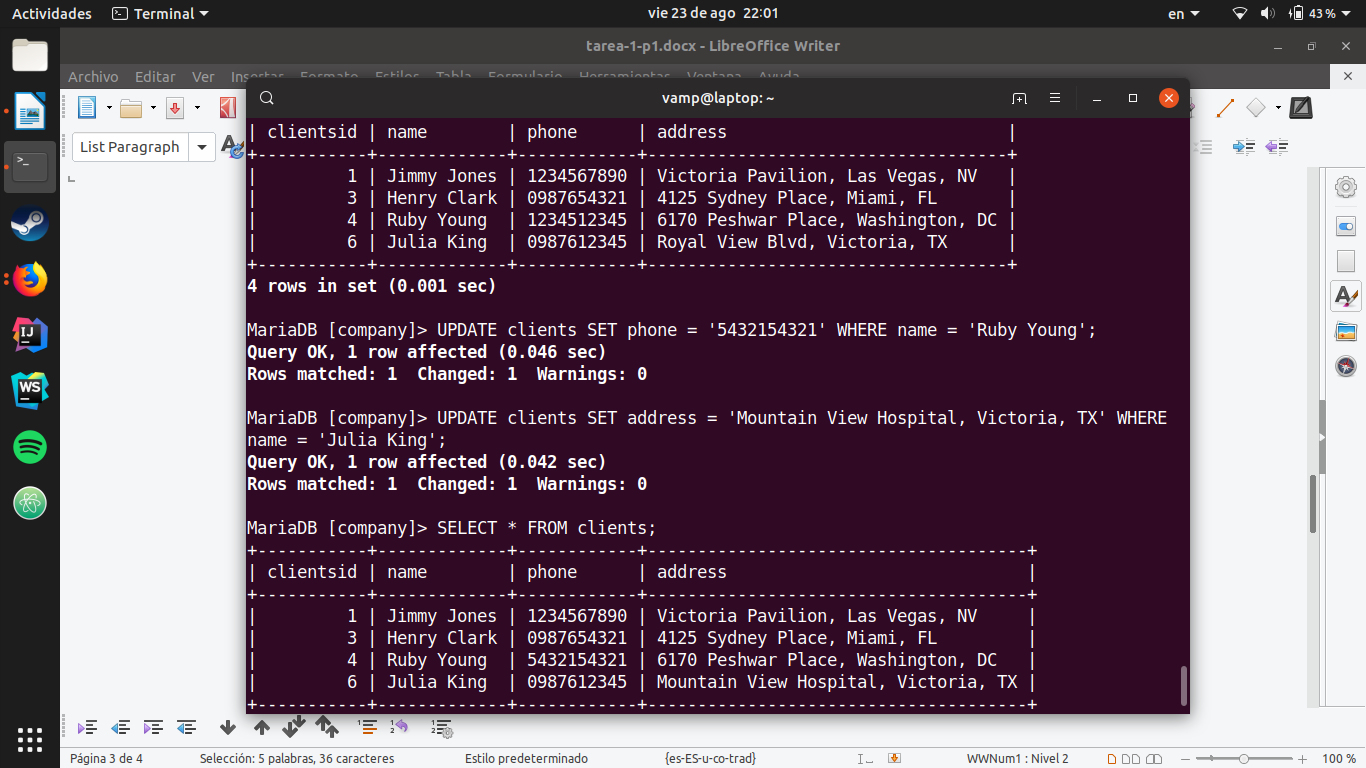 Actividades Terminal vie 23 de ago 22:01 en 43 %
tarea-1-p1.docx - LibreOffice Writer
Archivo Editar Ver Insertar Formato Estilos Tabla Formulario Herramientas Ventana Ayuda
vamp@laptop: ~
List Paragraph
| clientsid | name | phone | address |
+-----------+-------------+------------+------------------------------------+
| 1 | Jimmy Jones | 1234567890 | Victoria Pavilion, Las Vegas, NV |
| 3 | Henry Clark | 0987654321 | 4125 Sydney Place, Miami, FL |
| 4 | Ruby Young | 1234512345 | 6170 Peshwar Place, Washington, DC |
| 6 | Julia King | 0987612345 | Royal View Blvd, Victoria, TX |
+-----------+-------------+------------+------------------------------------+
4 rows in set (0.001 sec)
MariaDB [company]> UPDATE clients SET phone = '5432154321' WHERE name = 'Ruby Young';
Query OK, 1 row affected (0.046 sec)
Rows matched: 1 Changed: 1 Warnings: 0
MariaDB [company]> UPDATE clients SET address = 'Mountain View Hospital, Victoria, TX' WHERE
name = 'Julia King';
Query OK, 1 row affected (0.042 sec)
Rows matched: 1 Changed: 1 Warnings: 0
MariaDB [company]> SELECT * FROM clients;
+-----------+-------------+------------+--------------------------------------+
| clientsid | name | phone | address |
+-----------+-------------+------------+--------------------------------------+
| 1 | Jimmy Jones | 1234567890 | Victoria Pavilion, Las Vegas, NV |
| 3 | Henry Clark | 0987654321 | 4125 Sydney Place, Miami, FL |
| 4 | Ruby Young | 5432154321 | 6170 Peshwar Place, Washington, DC |
| 6 | Julia King | 0987612345 | Mountain View Hospital, Victoria, TX |
+-----------+-------------+------------+--------------------------------------+
Página 3 de 4 Selección: 5 palabras, 36 caracteres Estilo predeterminado {es-ES-u-co-trad} WWNum1 : Nivel 2 100 %